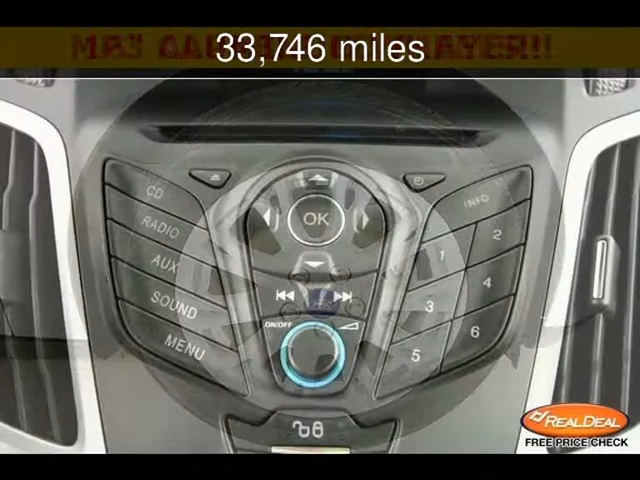 33,746 miles
CD
RADIO
AUX
SOUND
MENU
OK
INFO
1
2
3
4
5
6
ON/OFF
REALDEAL
FREE PRICE CHECK